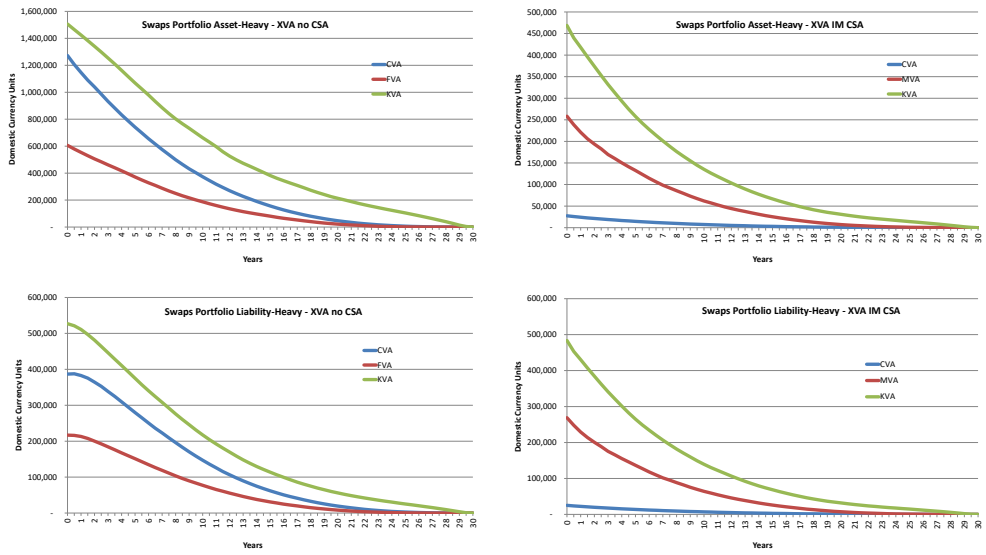 Swaps Portfolio Asset-Heavy - XVA no CSA
Domestic Currency Units
1,600,000
1,400,000
1,200,000
1,000,000
800,000
600,000
400,000
200,000
-
CVA
FVA
KVA
0 1 2 3 4 5 6 7 8 9 10 11 12 13 14 15 16 17 18 19 20 21 22 23 24 25 26 27 28 29 30
Years
Swaps Portfolio Asset-Heavy - XVA IM CSA
Domestic Currency Units
500,000
450,000
400,000
350,000
300,000
250,000
200,000
150,000
100,000
50,000
-
CVA
MVA
KVA
0 1 2 3 4 5 6 7 8 9 10 11 12 13 14 15 16 17 18 19 20 21 22 23 24 25 26 27 28 29 30
Years
Swaps Portfolio Liability-Heavy - XVA no CSA
Domestic Currency Units
600,000
500,000
400,000
300,000
200,000
100,000
-
CVA
FVA
KVA
0 1 2 3 4 5 6 7 8 9 10 11 12 13 14 15 16 17 18 19 20 21 22 23 24 25 26 27 28 29 30
Years
Swaps Portfolio Liability-Heavy - XVA IM CSA
Domestic Currency Units
600,000
500,000
400,000
300,000
200,000
100,000
-
CVA
MVA
KVA
0 1 2 3 4 5 6 7 8 9 10 11 12 13 14 15 16 17 18 19 20 21 22 23 24 25 26 27 28 29 30
Years